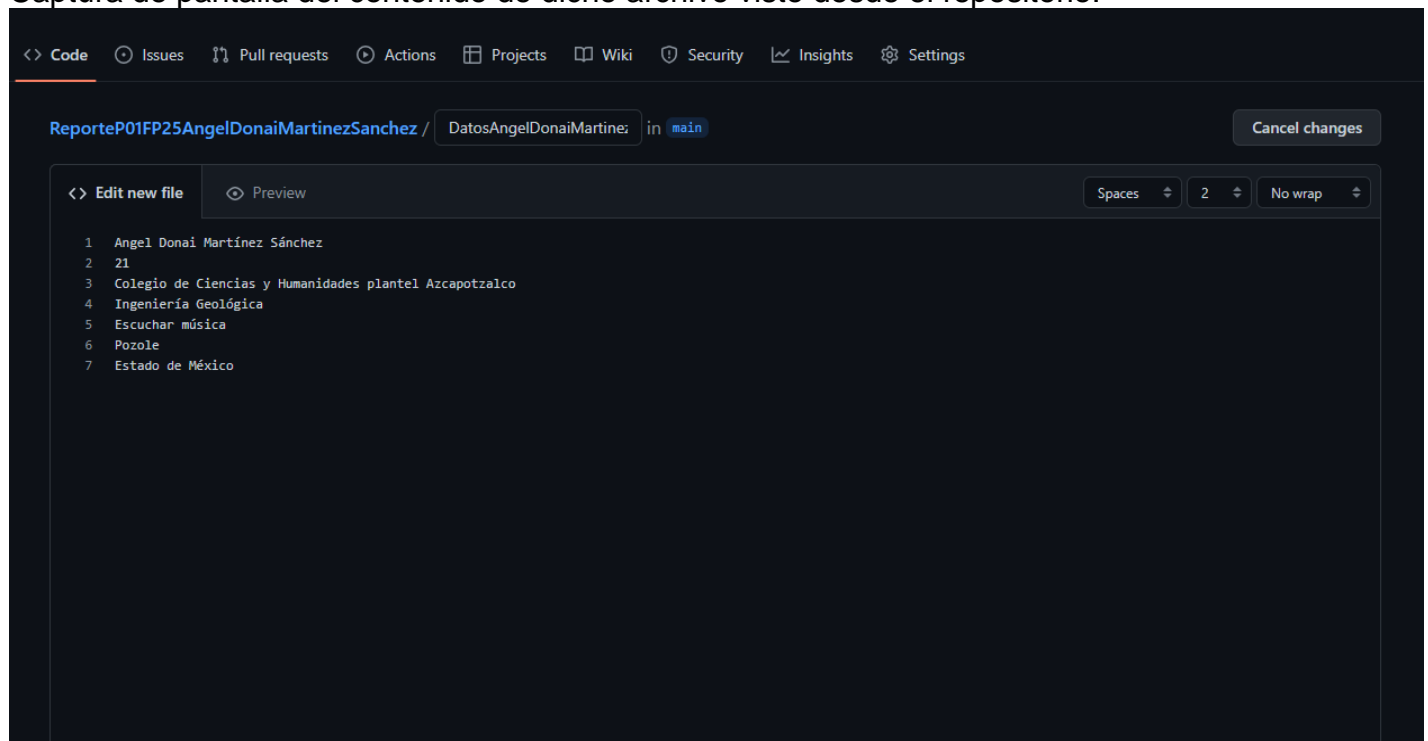 Captura de pantalla del contenido de dicho archivo visto desde el repositorio.
<> Code Issues Pull requests Actions Projects Wiki Security Insights Settings
ReporteP01FP25AngelDonaiMartinezSanchez / DatosAngelDonaiMartinez in main Cancel changes
<> Edit new file Preview Spaces 2 No wrap
1 Angel Donai Martínez Sánchez
2 21
3 Colegio de Ciencias y Humanidades plantel Azcapotzalco
4 Ingeniería Geológica
5 Escuchar música
6 Pozole
7 Estado de México